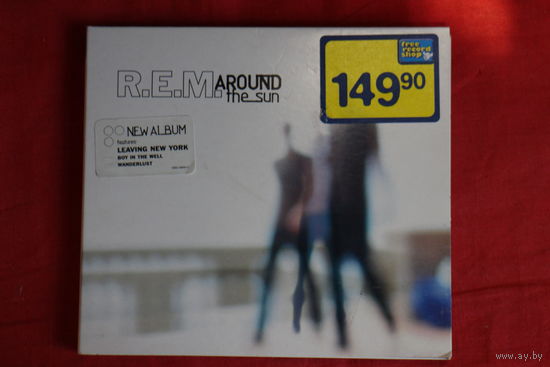 R.E.M. AROUND
the sun
free
record
shop
149 90
NEW ALBUM
features:
LEAVING NEW YORK
BOY IN THE WELL
WANDERLUST
www.ay.by